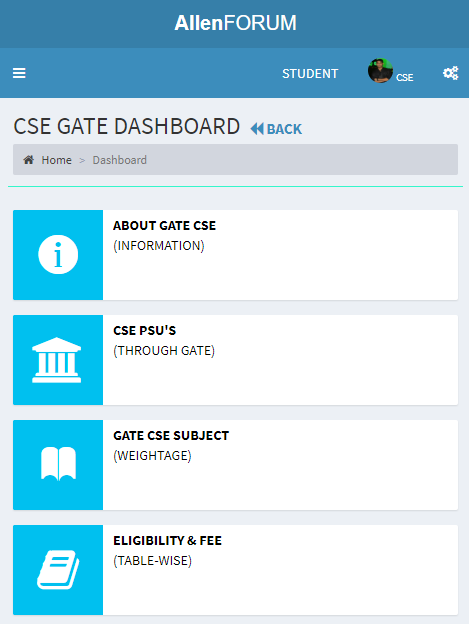 AllenFORUM
STUDENT CSE
CSE GATE DASHBOARD BACK
Home > Dashboard
ABOUT GATE CSE
(INFORMATION)
CSE PSU'S
(THROUGH GATE)
GATE CSE SUBJECT
(WEIGHTAGE)
ELIGIBILITY & FEE
(TABLE-WISE)